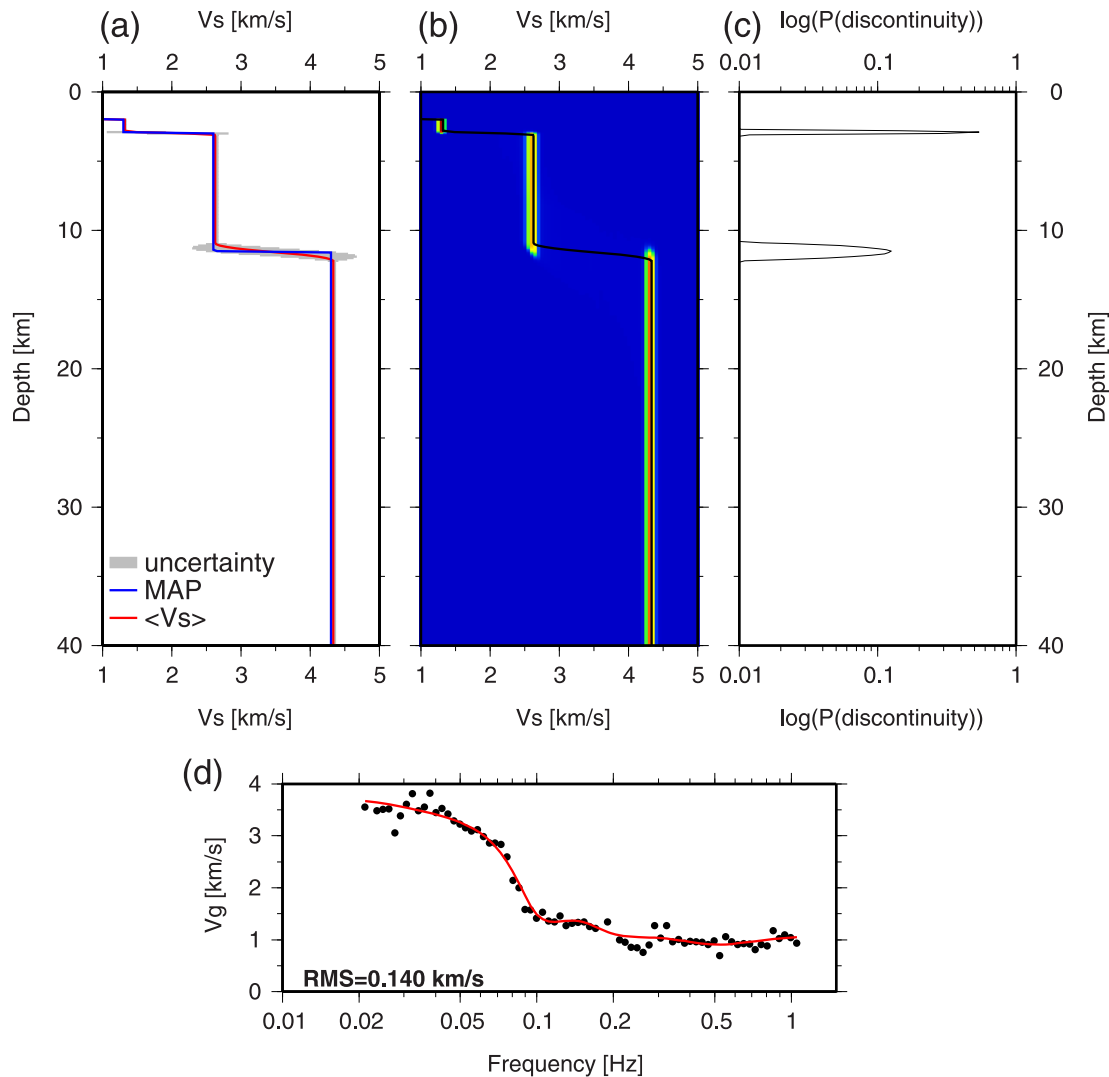 (a) Vs [km/s] (b) Vs [km/s] (c) log(P(discontinuity))
1 2 3 4 5 1 2 3 4 5 0.01 0.1 1
0 0
10 10
20 20
30 30
40 40
Depth [km]
Depth [km]
uncertainty
MAP
<Vs>
1 2 3 4 5 1 2 3 4 5 0.01 0.1 1
Vs [km/s] Vs [km/s] log(P(discontinuity))
(d)
4
3
2
1
0
Vg [km/s]
RMS=0.140 km/s
0.01 0.02 0.05 0.1 0.2 0.5 1
Frequency [Hz]